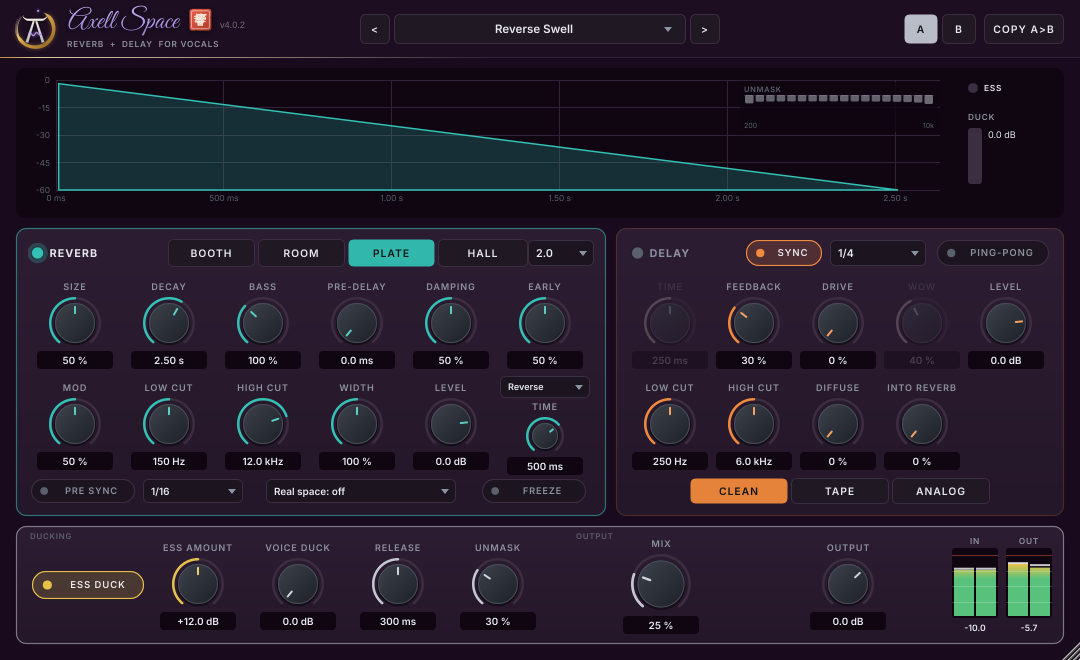 Axell Space v4.0.2
REVERB + DELAY FOR VOCALS
< Reverse Swell >
A B COPY A>B
0
-15
-30
-45
-60
0 ms 500 ms 1.00 s 1.50 s 2.00 s 2.50 s
UNMASK
200 10k
ESS
DUCK
0.0 dB
REVERB BOOTH ROOM PLATE HALL 2.0
SIZE DECAY BASS PRE-DELAY DAMPING EARLY
50 % 2.50 s 100 % 0.0 ms 50 % 50 %
MOD LOW CUT HIGH CUT WIDTH LEVEL Reverse
TIME
50 % 150 Hz 12.0 kHz 100 % 0.0 dB 500 ms
PRE SYNC 1/16 Real space: off FREEZE
DELAY SYNC 1/4 PING-PONG
TIME FEEDBACK DRIVE WOW LEVEL
250 ms 30 % 0 % 40 % 0.0 dB
LOW CUT HIGH CUT DIFFUSE INTO REVERB
250 Hz 6.0 kHz 0 % 0 %
CLEAN TAPE ANALOG
DUCKING
ESS DUCK
ESS AMOUNT VOICE DUCK RELEASE UNMASK
+12.0 dB 0.0 dB 300 ms 30 %
OUTPUT
MIX OUTPUT
25 % 0.0 dB
IN OUT
-10.0 -5.7